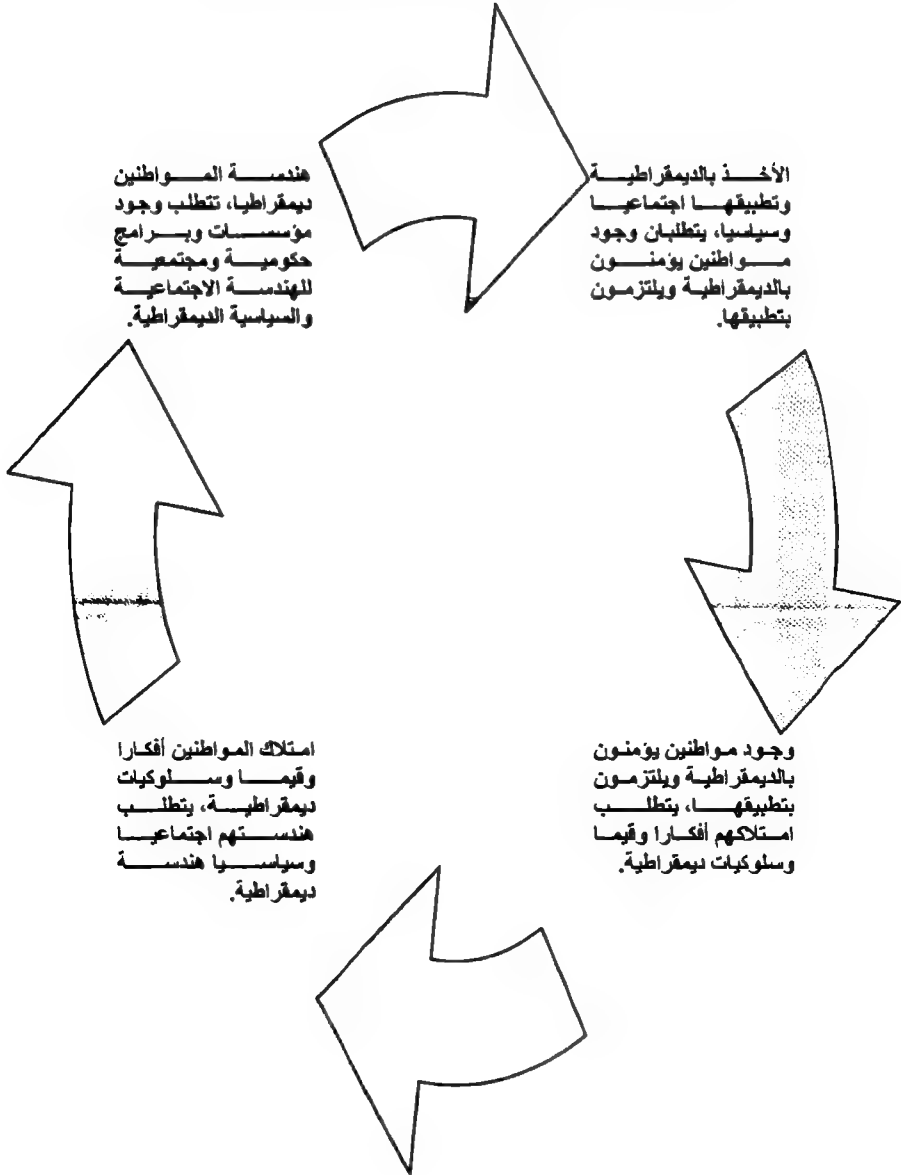 الأخذ بالديمقراطية
وتطبيقها اجتماعيا
وسياسيا، يتطلبان وجود
مواطنين يؤمنون
بالديمقراطية ويلتزمون
بتطبيقها.
وجود مواطنين يؤمنون
بالديمقراطية ويلتزمون
بتطبيقها، يتطلب
امتلاكهم أفكارا وقيما
وسلوكيات ديمقراطية.
امتلاك المواطنين أفكارا
وقيما وسلوكيات
ديمقراطية، يتطلب
هندستهم اجتماعيا
وسياسيا هندسة
ديمقراطية.
هندسة المواطنين
ديمقراطيا، تتطلب وجود
مؤسسات وبرامج
حكومية ومجتمعية
للهندسة الاجتماعية
والسياسية الديمقراطية.